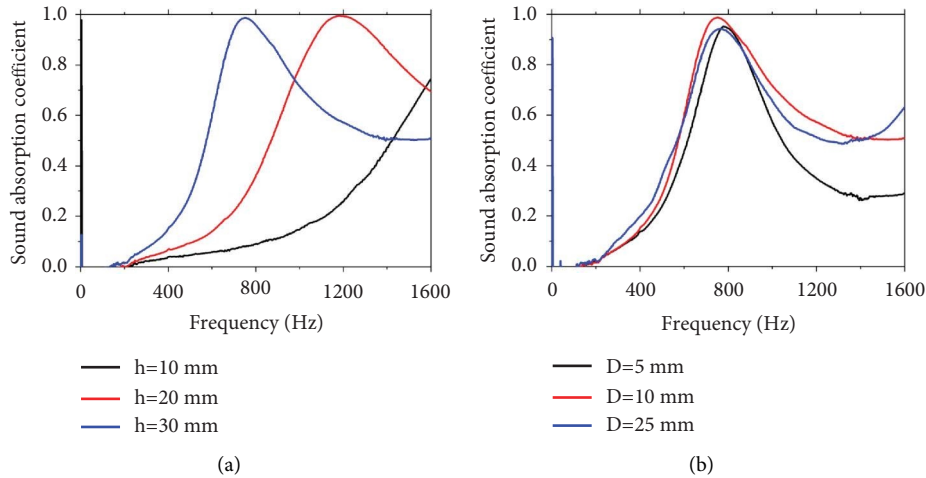 Sound absorption coefficient
1.0
0.8
0.6
0.4
0.2
0.0
0
400
800
1200
1600
Frequency (Hz)
h=10 mm
h=20 mm
h=30 mm
(a)
Sound absorption coefficient
1.0
0.8
0.6
0.4
0.2
0.0
0
400
800
1200
1600
Frequency (Hz)
D=5 mm
D=10 mm
D=25 mm
(b)